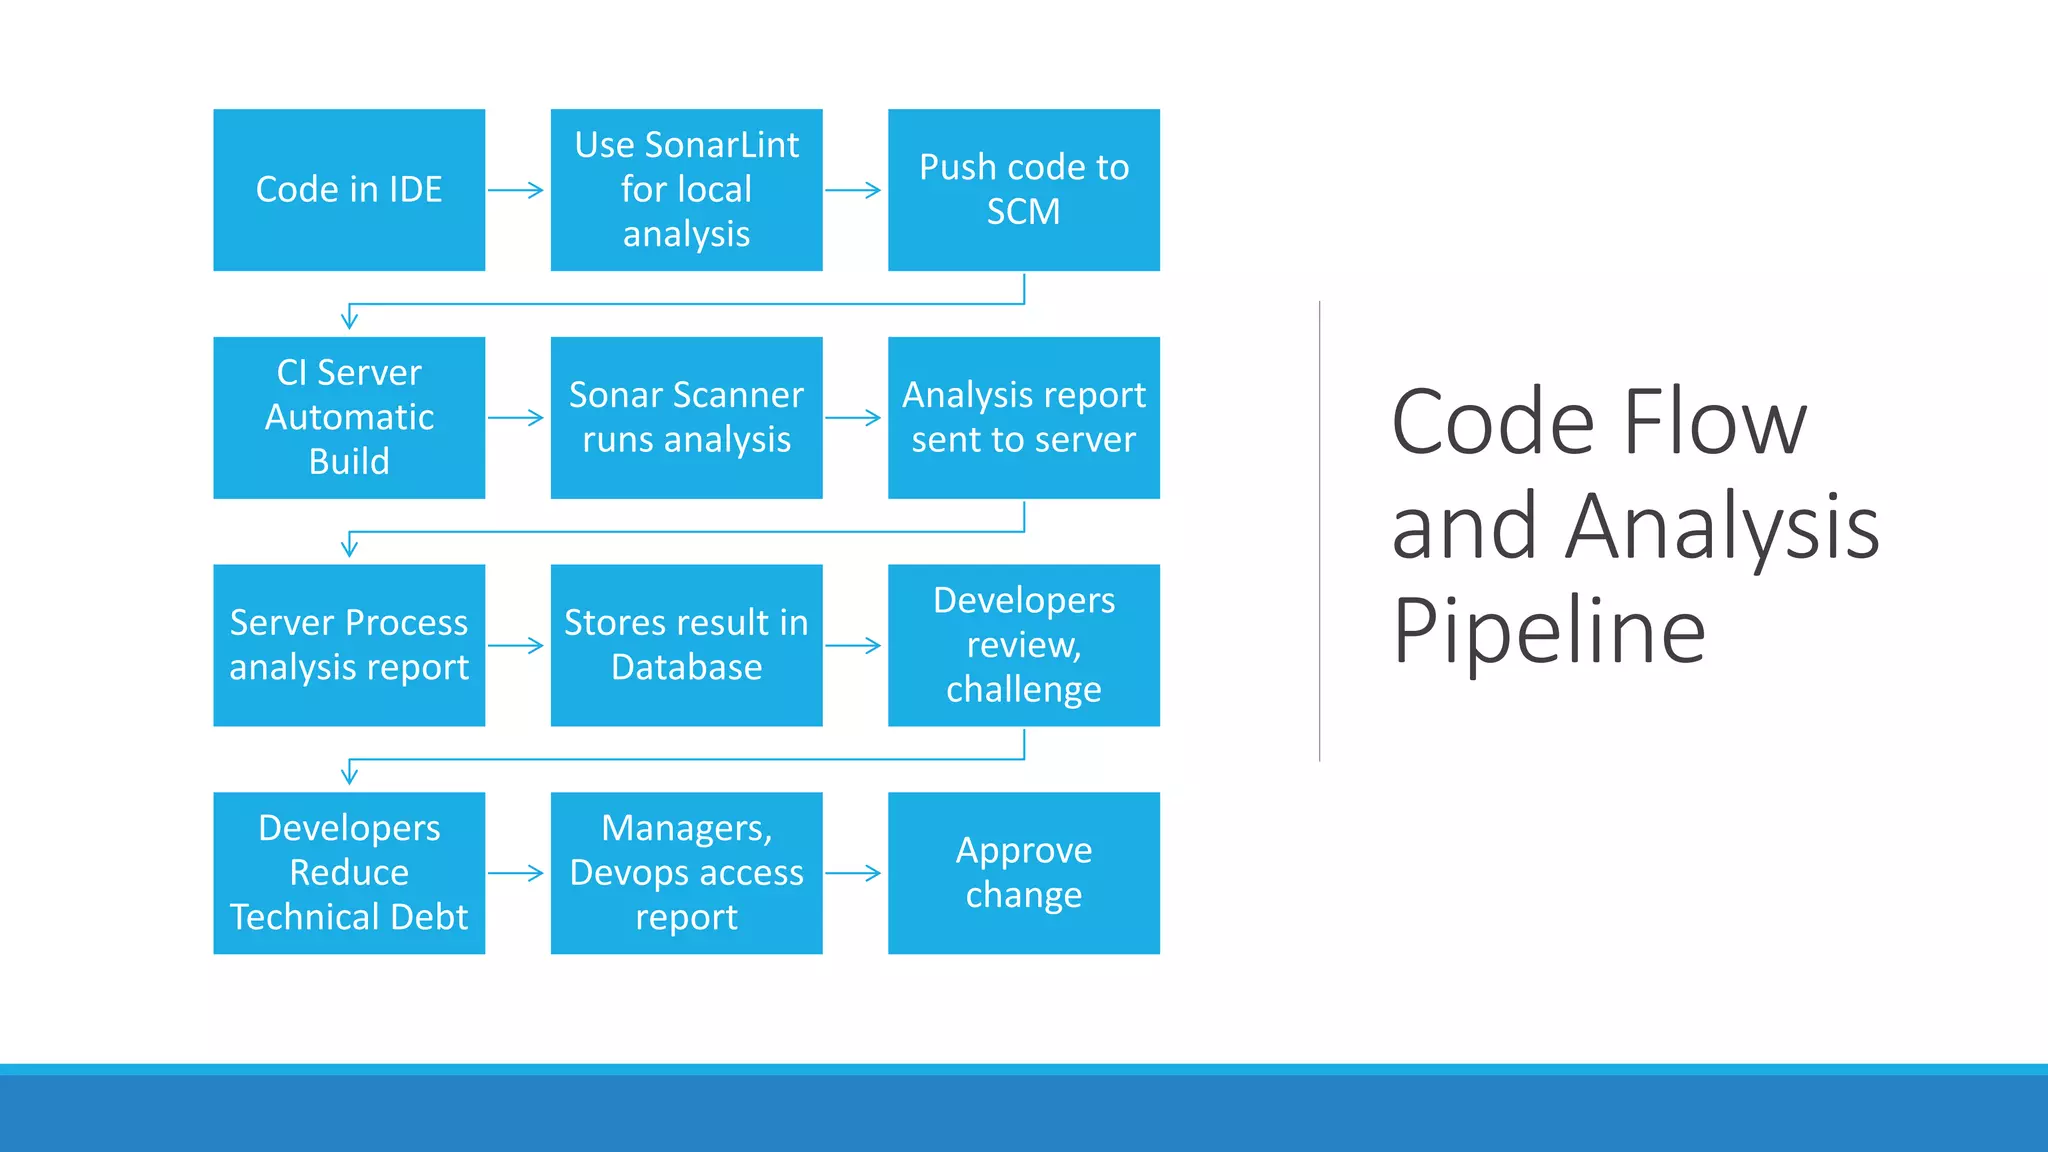 Code in IDE
Use SonarLint
for local
analysis
Push code to
SCM
CI Server
Automatic
Build
Sonar Scanner
runs analysis
Analysis report
sent to server
Server Process
analysis report
Stores result in
Database
Developers
review,
challenge
Developers
Reduce
Technical Debt
Managers,
Devops access
report
Approve
change
Code Flow
and Analysis
Pipeline